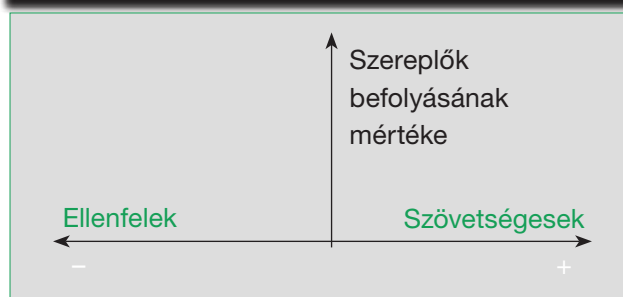 Szereplők
befolyásának
mértéke
Ellenfelek Szövetségesek
– +